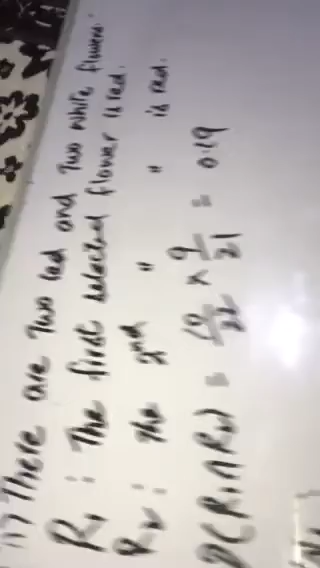 ii) There are Two red and Two white flowers.
R₁ : The first selected flower is red.
R₂ : the 2nd " " is red.
P(R₁∩R₂) = 10/22 × 9/21 = 0.19